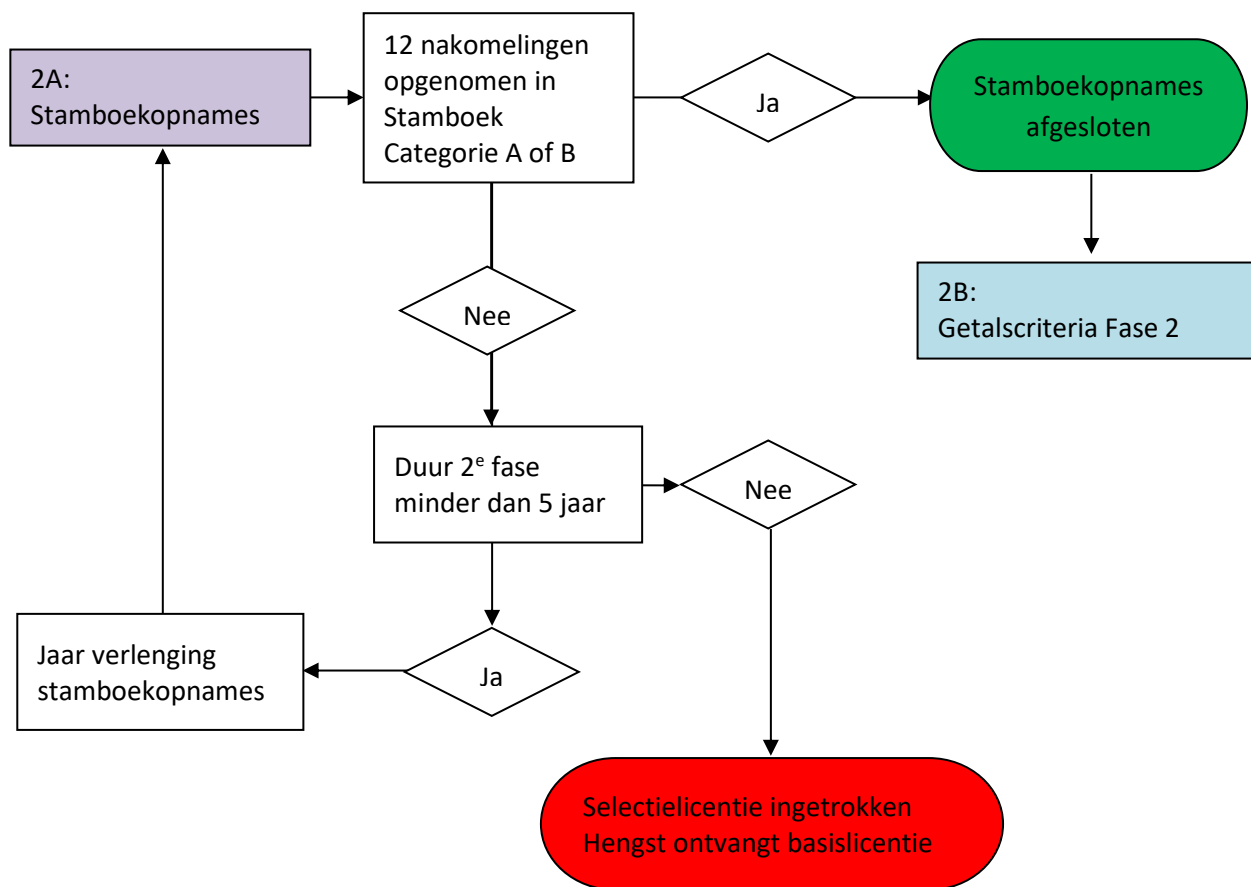 2A:
Stamboekopnames
12 nakomelingen
opgenomen in
Stamboek
Categorie A of B
Ja
Stamboekopnames
afgesloten
2B:
Getalscriteria Fase 2
Nee
Duur 2e fase
minder dan 5 jaar
Nee
Ja
Jaar verlenging
stamboekopnames
Selectielicentie ingetrokken
Hengst ontvangt basislicentie